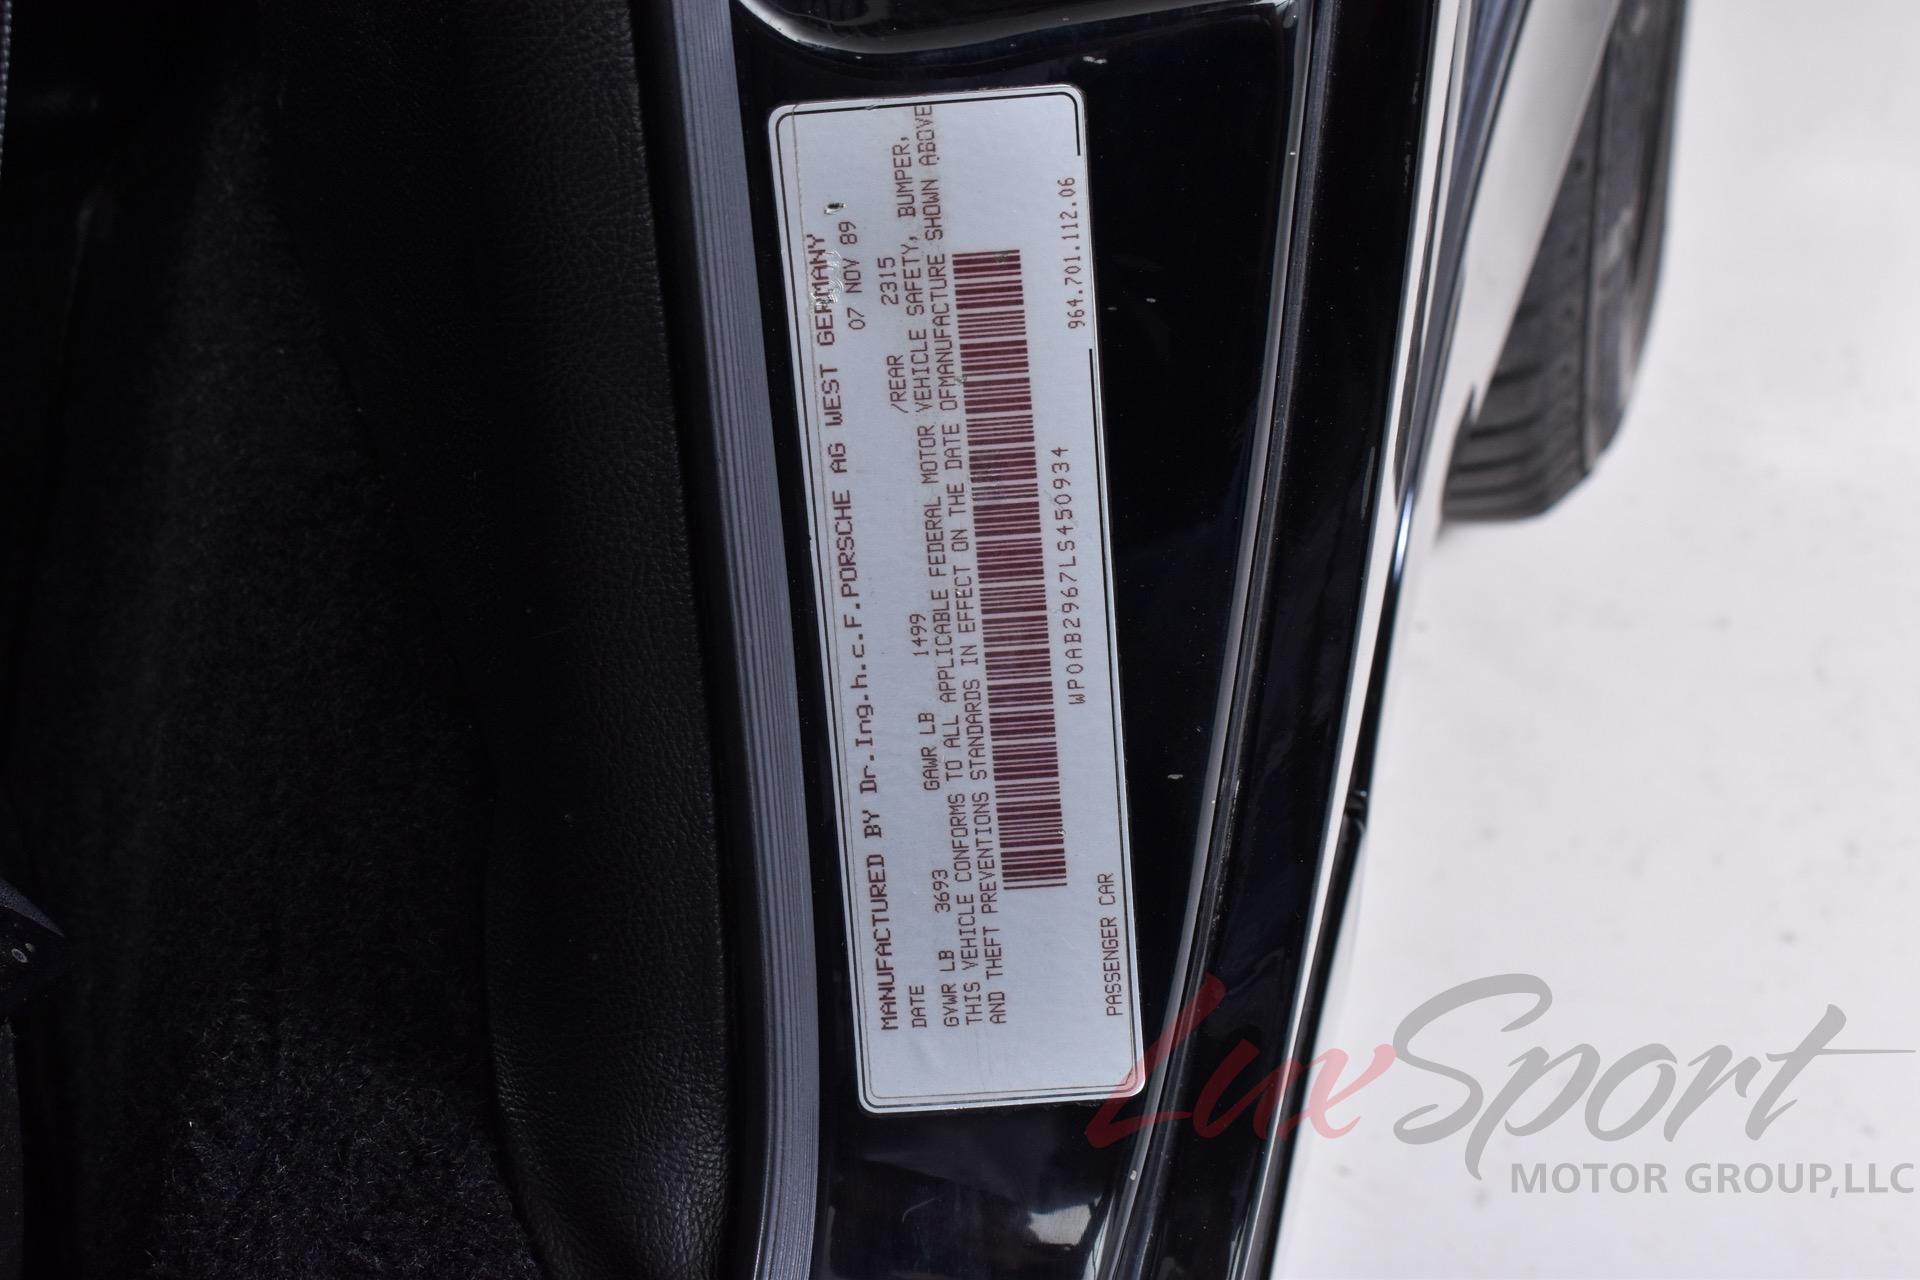 MANUFACTURED BY Dr.Ing.h.c.F.PORSCHE AG WEST GERMANY
DATE 07 NOV 89
GVWR LB 3693 GAWR LB 1499 /REAR 2315
THIS VEHICLE CONFORMS TO ALL APPLICABLE FEDERAL MOTOR VEHICLE SAFETY, BUMPER,
AND THEFT PREVENTIONS STANDARDS IN EFFECT ON THE DATE OFMANUFACTURE SHOWN ABOVE
WP0AB2967LS450934
PASSENGER CAR 964.701.112.06
LuxSport
MOTOR GROUP,LLC